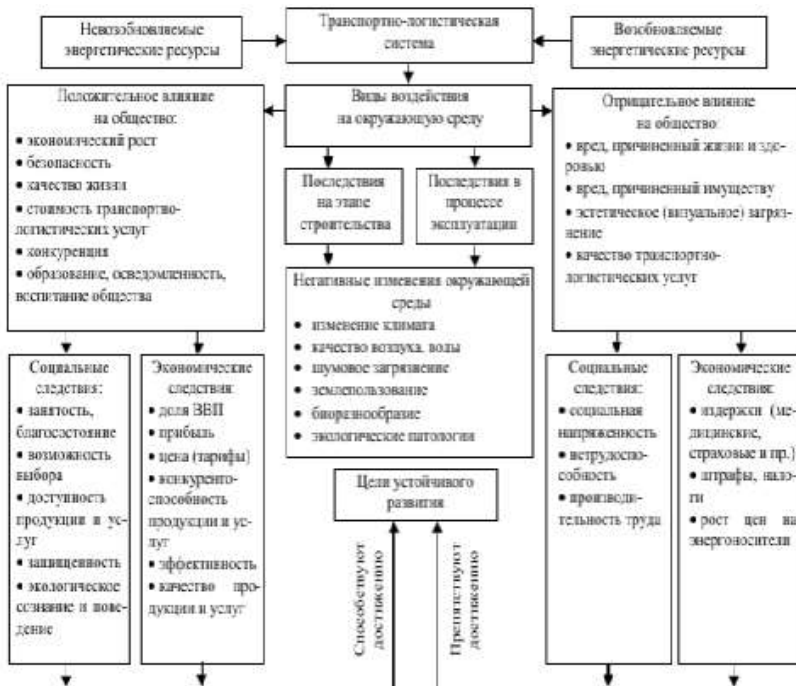 Невозобновляемые
энергетические ресурсы
Транспортно-логистическая
система
Возобновляемые
энергетические ресурсы
Положительное влияние
на общество:
• экономический рост
• безопасность
• качество жизни
• стоимость транспортно-
логистических услуг
• конкуренция
• образование, осведомленность,
воспитание общества
Виды воздействия
на окружающую среду
Отрицательное влияние
на общество:
• вред, причиненный жизни и здо-
ровью
• вред, причиненный имуществу
• эстетическое (визуальное) загряз-
нение
• качество транспортно-
логистических услуг
Последствия
на этапе
строительства
Последствия в
процессе
эксплуатации
Негативные изменения окружающей
среды
• изменение климата
• качество воздуха, воды
• шумовое загрязнение
• землепользование
• биоразнообразие
• экологические патологии
Социальные
следствия:
• занятость,
благосостояние
• возможность
выбора
• доступность
продукции и ус-
луг
• защищенность
• экологическое
сознание и пове-
дение
Экономические
следствия:
• доля ВВП
• прибыль
• цена (тарифы)
• конкуренто-
способность
продукции и ус-
луг
• эффективность
• качество про-
дукции и услуг
Цели устойчивого
развития
Способствуют
достижению
Препятствуют
достижению
Социальные
следствия:
• социальная
напряженность
• нетрудоспо-
собность
• производи-
тельность труда
Экономические
следствия:
• издержки (ме-
дицинские,
страховые и пр.)
• штрафы, нало-
ги
• рост цен на
энергоносители